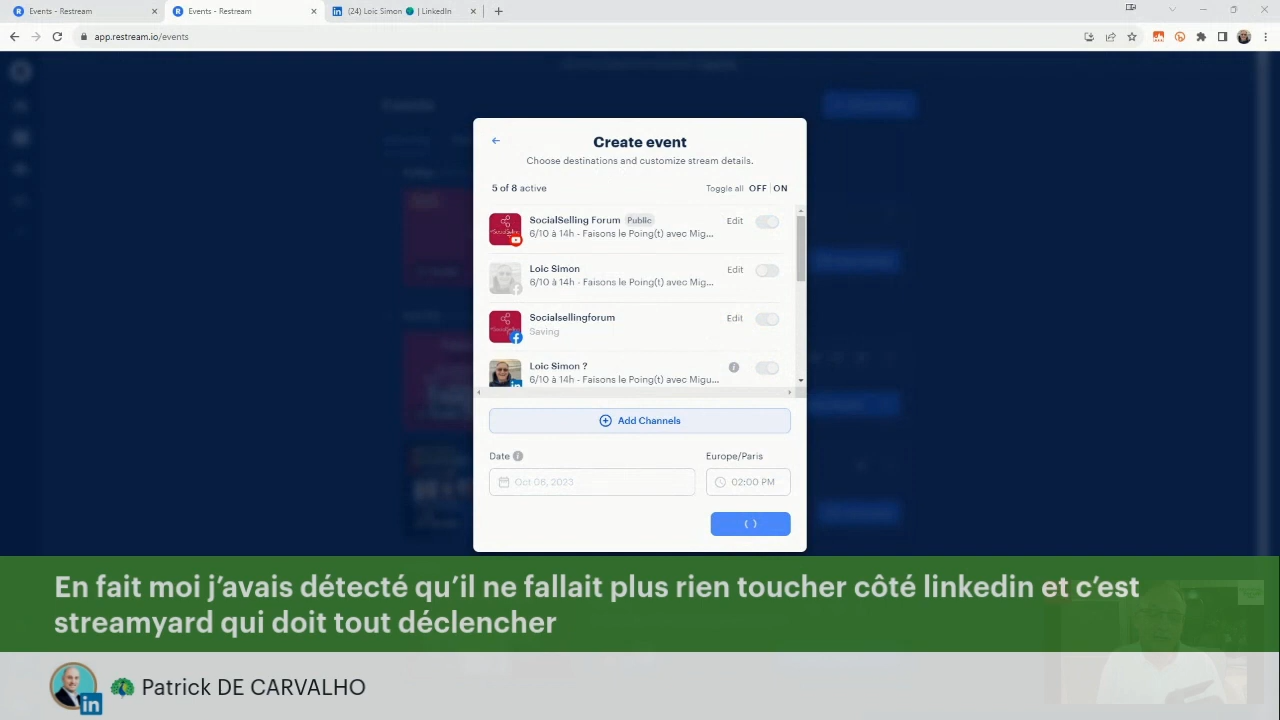 Events - Restream
Events - Restream
(24) Loic Simon | LinkedIn
app.restream.io/events
Create event
Choose destinations and customize stream details.
5 of 8 active
Toggle all OFF | ON
SocialSelling Forum Public
Edit
6/10 à 14h - Faisons le Poing(t) avec Mig...
Loic Simon
Edit
6/10 à 14h - Faisons le Poing(t) avec Mig...
Socialsellingforum
Edit
Saving
Loic Simon ?
6/10 à 14h - Faisons le Poing(t) avec Migu...
Add Channels
Date
Europe/Paris
02:00 PM
En fait moi j’avais détecté qu’il ne fallait plus rien toucher côté linkedin et c’est
streamyard qui doit tout déclencher
Patrick DE CARVALHO